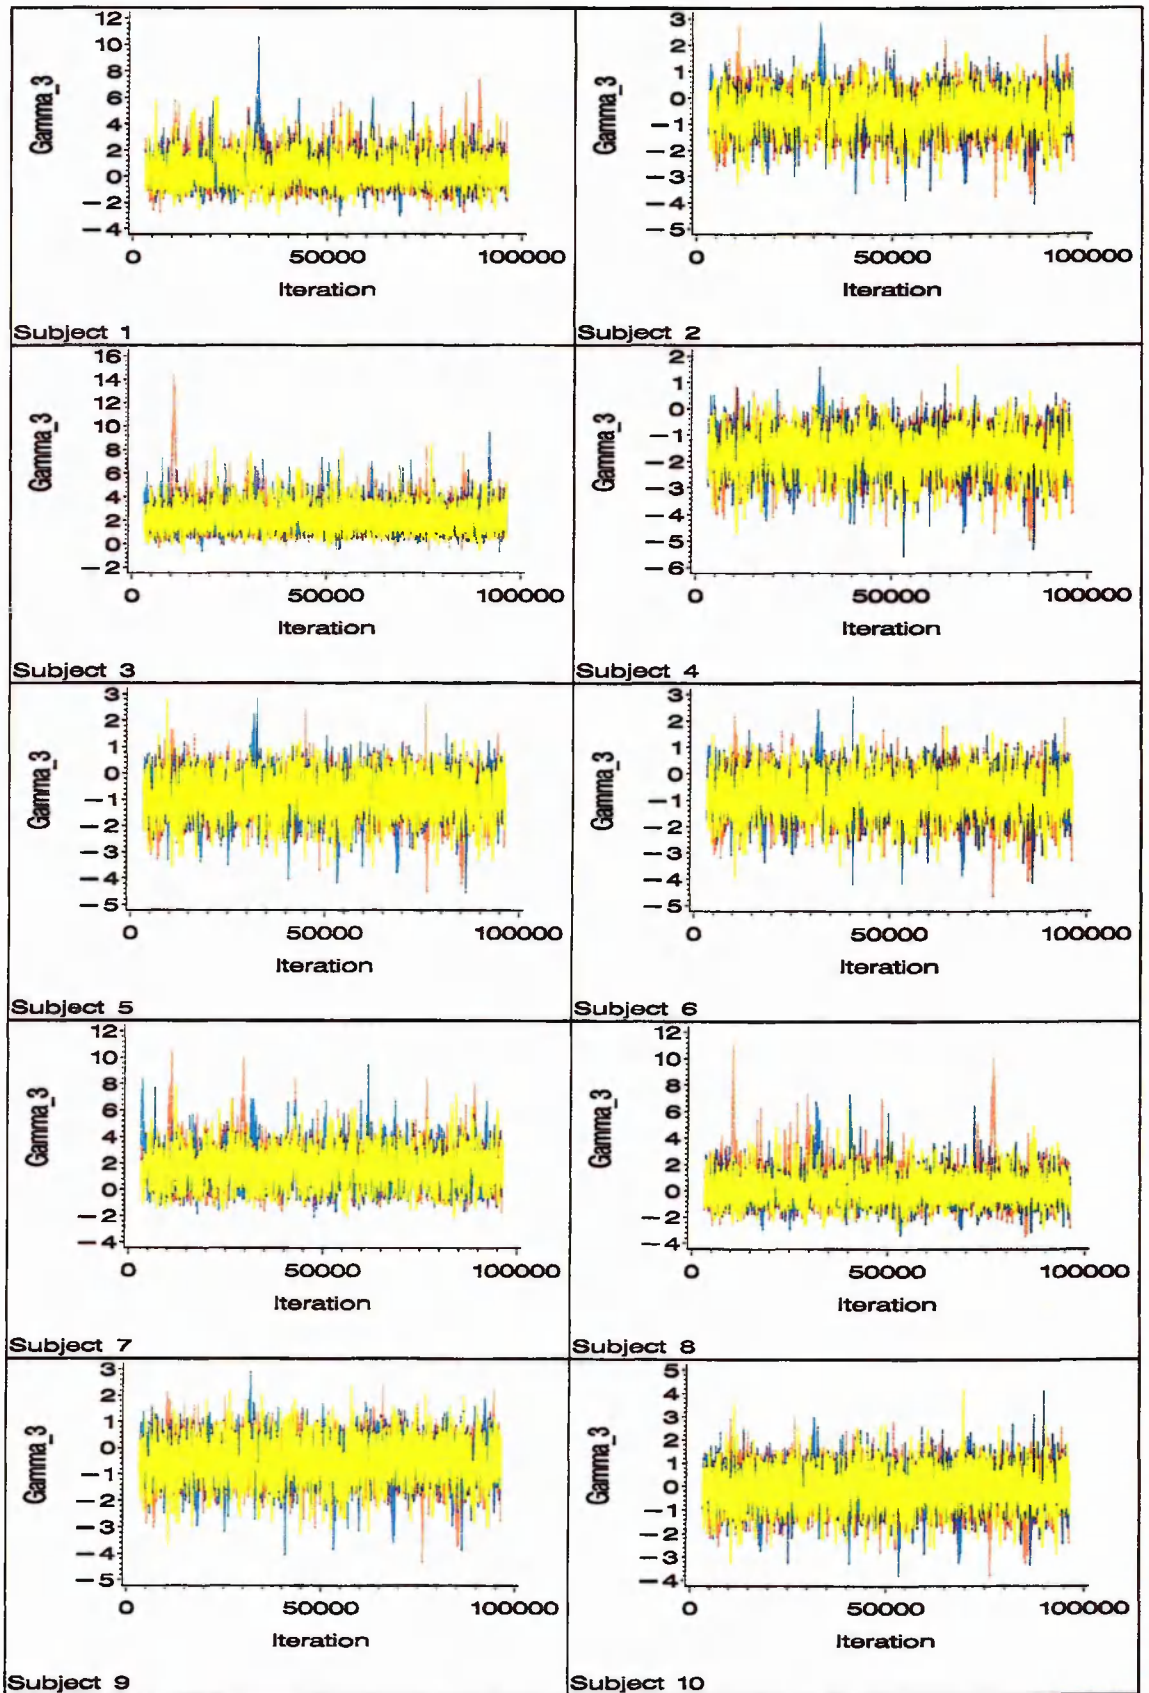 12
10
8
6
4
2
0
−2
−4
Gamma_3
0 50000 100000
Iteration
Subject 1
3
2
1
0
−1
−2
−3
−4
−5
Gamma_3
0 50000 100000
Iteration
Subject 2
16
14
12
10
8
6
4
2
0
−2
Gamma_3
0 50000 100000
Iteration
Subject 3
2
1
0
−1
−2
−3
−4
−5
−6
Gamma_3
0 50000 100000
Iteration
Subject 4
3
2
1
0
−1
−2
−3
−4
−5
Gamma_3
0 50000 100000
Iteration
Subject 5
3
2
1
0
−1
−2
−3
−4
−5
Gamma_3
0 50000 100000
Iteration
Subject 6
12
10
8
6
4
2
0
−2
−4
Gamma_3
0 50000 100000
Iteration
Subject 7
12
10
8
6
4
2
0
−2
−4
Gamma_3
0 50000 100000
Iteration
Subject 8
3
2
1
0
−1
−2
−3
−4
−5
Gamma_3
0 50000 100000
Iteration
Subject 9
5
4
3
2
1
0
−1
−2
−3
−4
Gamma_3
0 50000 100000
Iteration
Subject 10